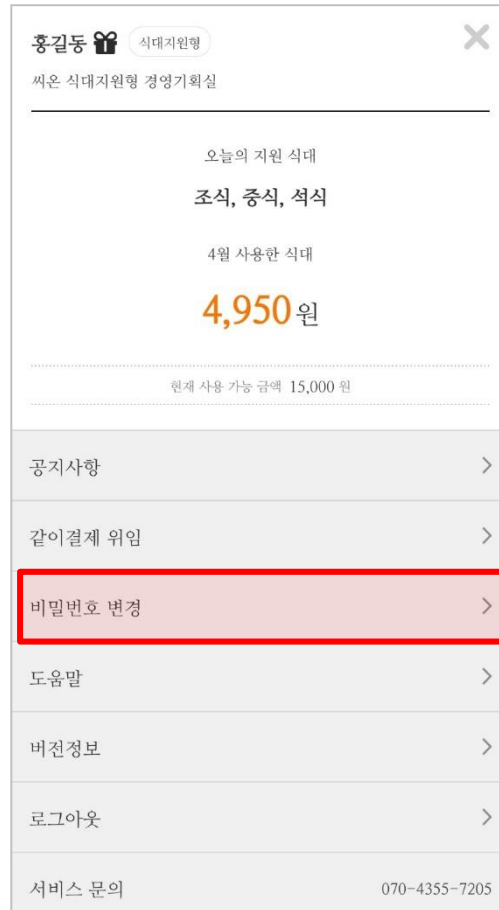 홍길동 식대지원형
씨온 식대지원형 경영기획실
오늘의 지원 식대
조식, 중식, 석식
4월 사용한 식대
4,950 원
현재 사용 가능 금액 15,000 원
공지사항
같이결제 위임
비밀번호 변경
도움말
버전정보
로그아웃
서비스 문의 070-4355-7205